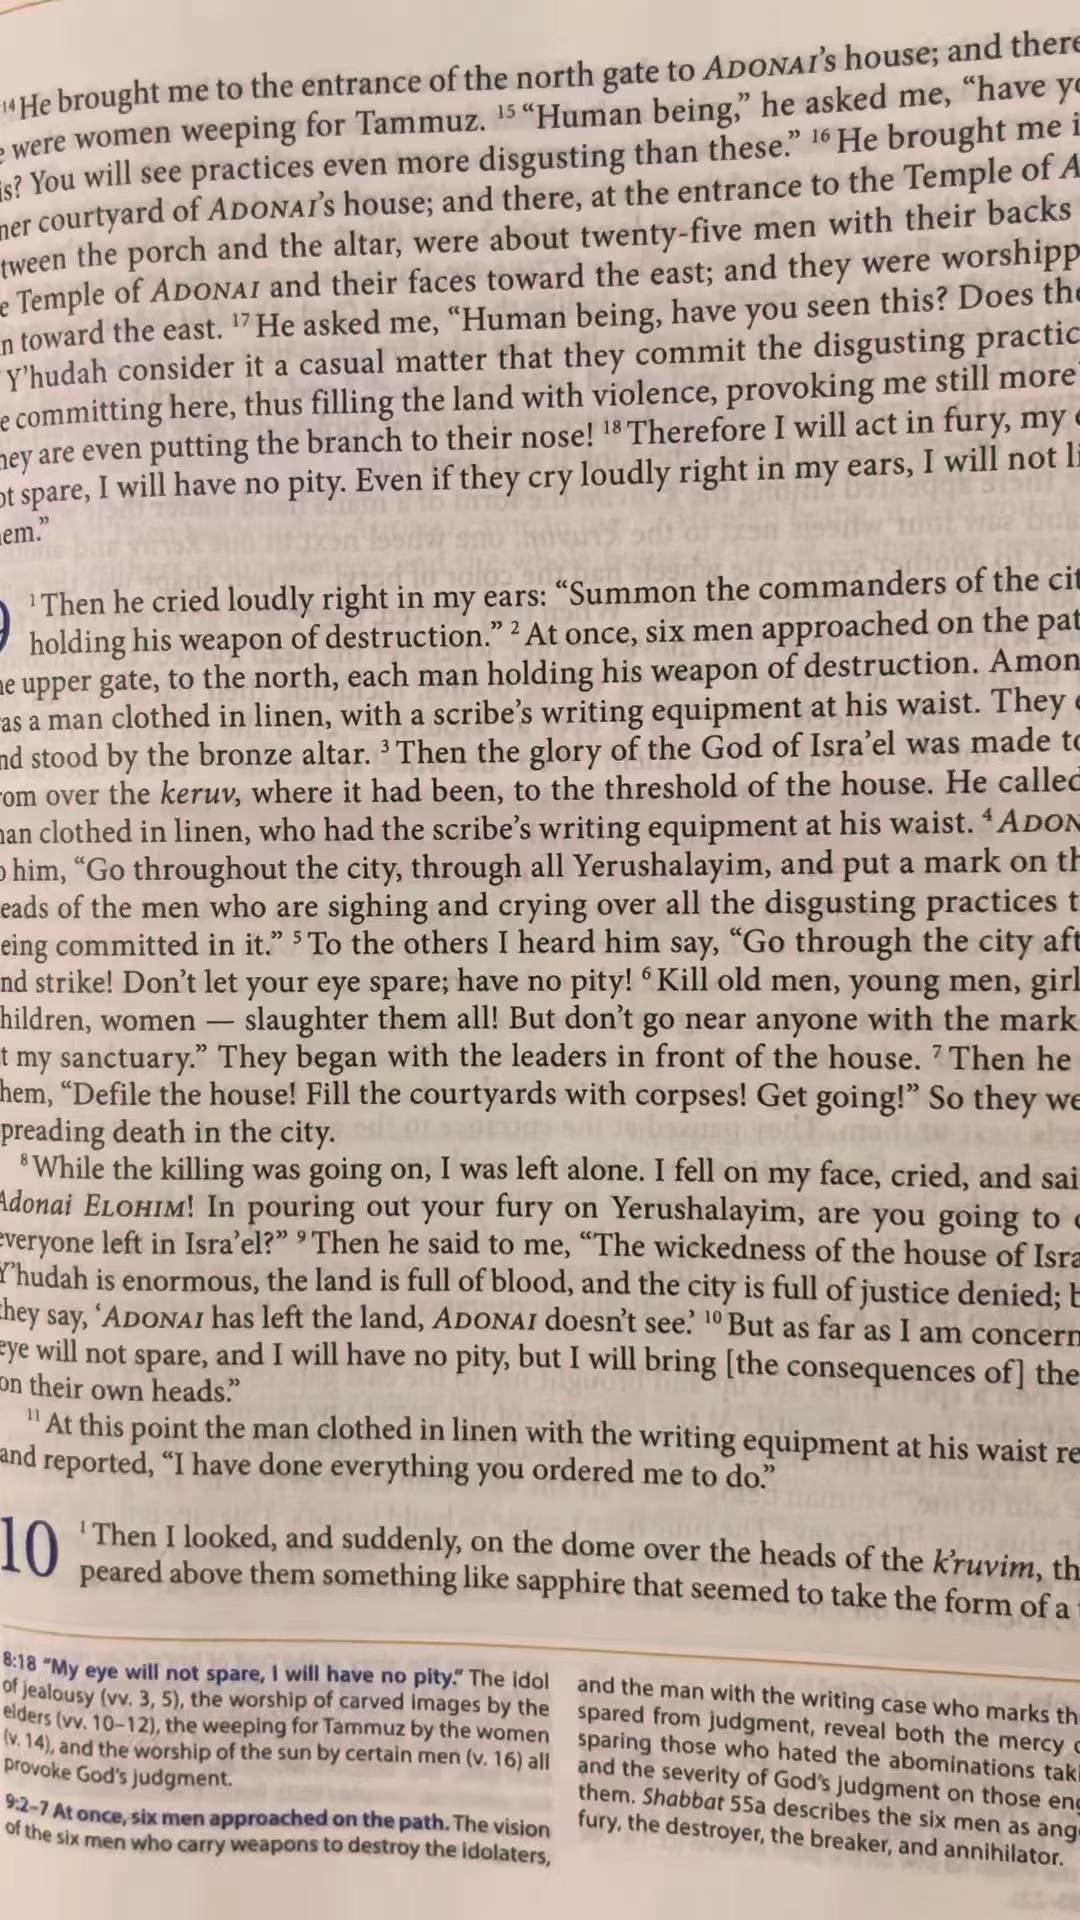 ¹⁴He brought me to the entrance of the north gate to ADONAI's house; and there
were women weeping for Tammuz. ¹⁵ “Human being,” he asked me, “have
You will see practices even more disgusting than these.” ¹⁶ He brought me
courtyard of ADONAI's house; and there, at the entrance to the Temple of
tween the porch and the altar, were about twenty-five men with their backs
Temple of ADONAI and their faces toward the east; and they were worshipp
toward the east. ¹⁷ He asked me, “Human being, have you seen this? Does
Y'hudah consider it a casual matter that they commit the disgusting practic
committing here, thus filling the land with violence, provoking me still more
hey are even putting the branch to their nose! ¹⁸ Therefore I will act in fury, my
ot spare, I will have no pity. Even if they cry loudly right in my ears, I will not
em.”
9 ¹ Then he cried loudly right in my ears: “Summon the commanders of the cit
holding his weapon of destruction.” ² At once, six men approached on the pat
upper gate, to the north, each man holding his weapon of destruction. Amon
as a man clothed in linen, with a scribe's writing equipment at his waist. They
nd stood by the bronze altar. ³ Then the glory of the God of Isra'el was made
om over the keruv, where it had been, to the threshold of the house. He called
an clothed in linen, who had the scribe's writing equipment at his waist. ⁴ ADON
him, “Go throughout the city, through all Yerushalayim, and put a mark on th
eads of the men who are sighing and crying over all the disgusting practices t
eing committed in it.” ⁵ To the others I heard him say, “Go through the city aft
nd strike! Don't let your eye spare; have no pity! ⁶ Kill old men, young men, girl
hildren, women — slaughter them all! But don't go near anyone with the mark
t my sanctuary.” They began with the leaders in front of the house. ⁷ Then he
hem, “Defile the house! Fill the courtyards with corpses! Get going!” So they we
preading death in the city.
⁸ While the killing was going on, I was left alone. I fell on my face, cried, and sai
Adonai ELOHIM! In pouring out your fury on Yerushalayim, are you going to
everyone left in Isra'el?” ⁹ Then he said to me, “The wickedness of the house of Isra
Y'hudah is enormous, the land is full of blood, and the city is full of justice denied;
they say, ‘ADONAI has left the land, ADONAI doesn't see.’ ¹⁰ But as far as I am concern
eye will not spare, and I will have no pity, but I will bring [the consequences of] the
on their own heads.”
¹¹ At this point the man clothed in linen with the writing equipment at his waist re
and reported, “I have done everything you ordered me to do.”
10 ¹ Then I looked, and suddenly, on the dome over the heads of the k'ruvim, th
peared above them something like sapphire that seemed to take the form of a
8:18 “My eye will not spare, I will have no pity.” The idol
of jealousy (vv. 3, 5), the worship of carved images by the
elders (vv. 10–12), the weeping for Tammuz by the women
(v. 14), and the worship of the sun by certain men (v. 16) all
provoke God's judgment.
9:2–7 At once, six men approached on the path. The vision
of the six men who carry weapons to destroy the idolaters,
and the man with the writing case who marks th
spared from judgment, reveal both the mercy
sparing those who hated the abominations taki
and the severity of God's judgment on those en
them. Shabbat 55a describes the six men as ang
fury, the destroyer, the breaker, and annihilator.